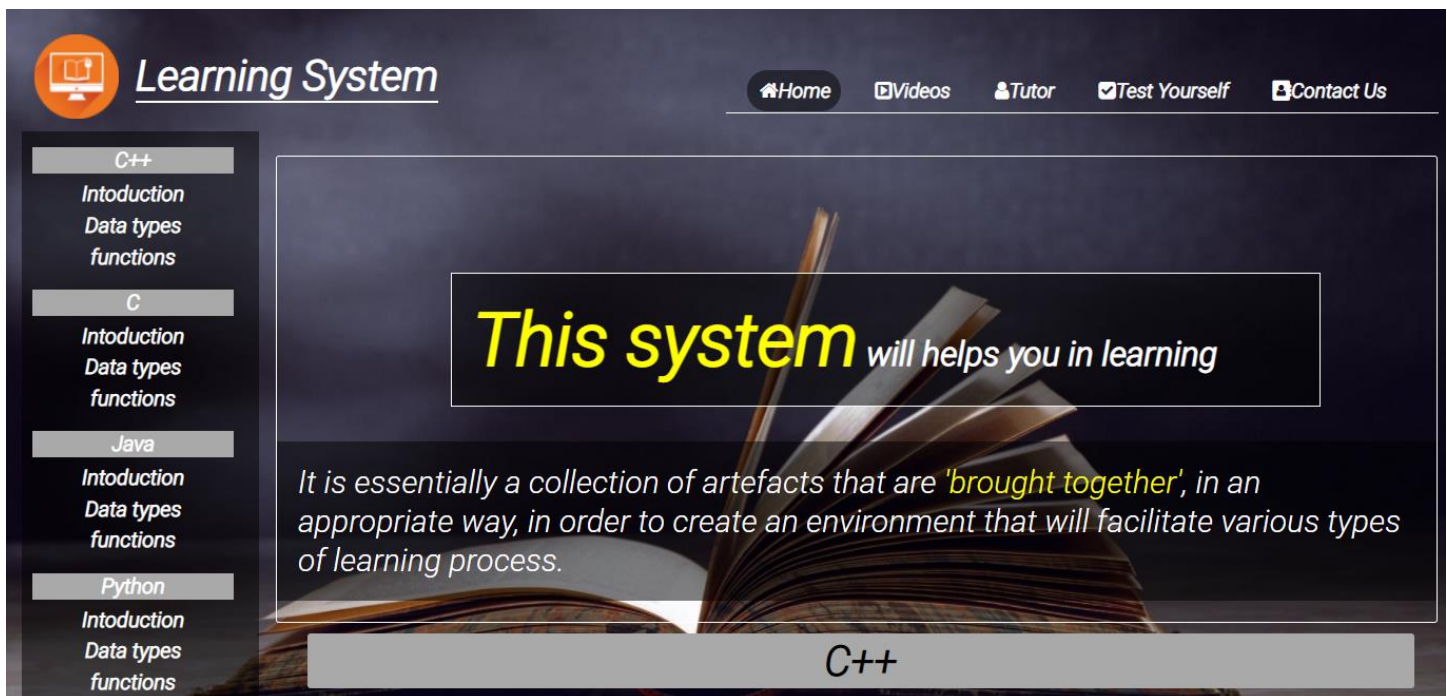 Learning System
Home Videos Tutor Test Yourself Contact Us
C++
Intoduction
Data types
functions
C
Intoduction
Data types
functions
Java
Intoduction
Data types
functions
Python
Intoduction
Data types
functions
This system will helps you in learning
It is essentially a collection of artefacts that are 'brought together', in an
appropriate way, in order to create an environment that will facilitate various types
of learning process.
C++